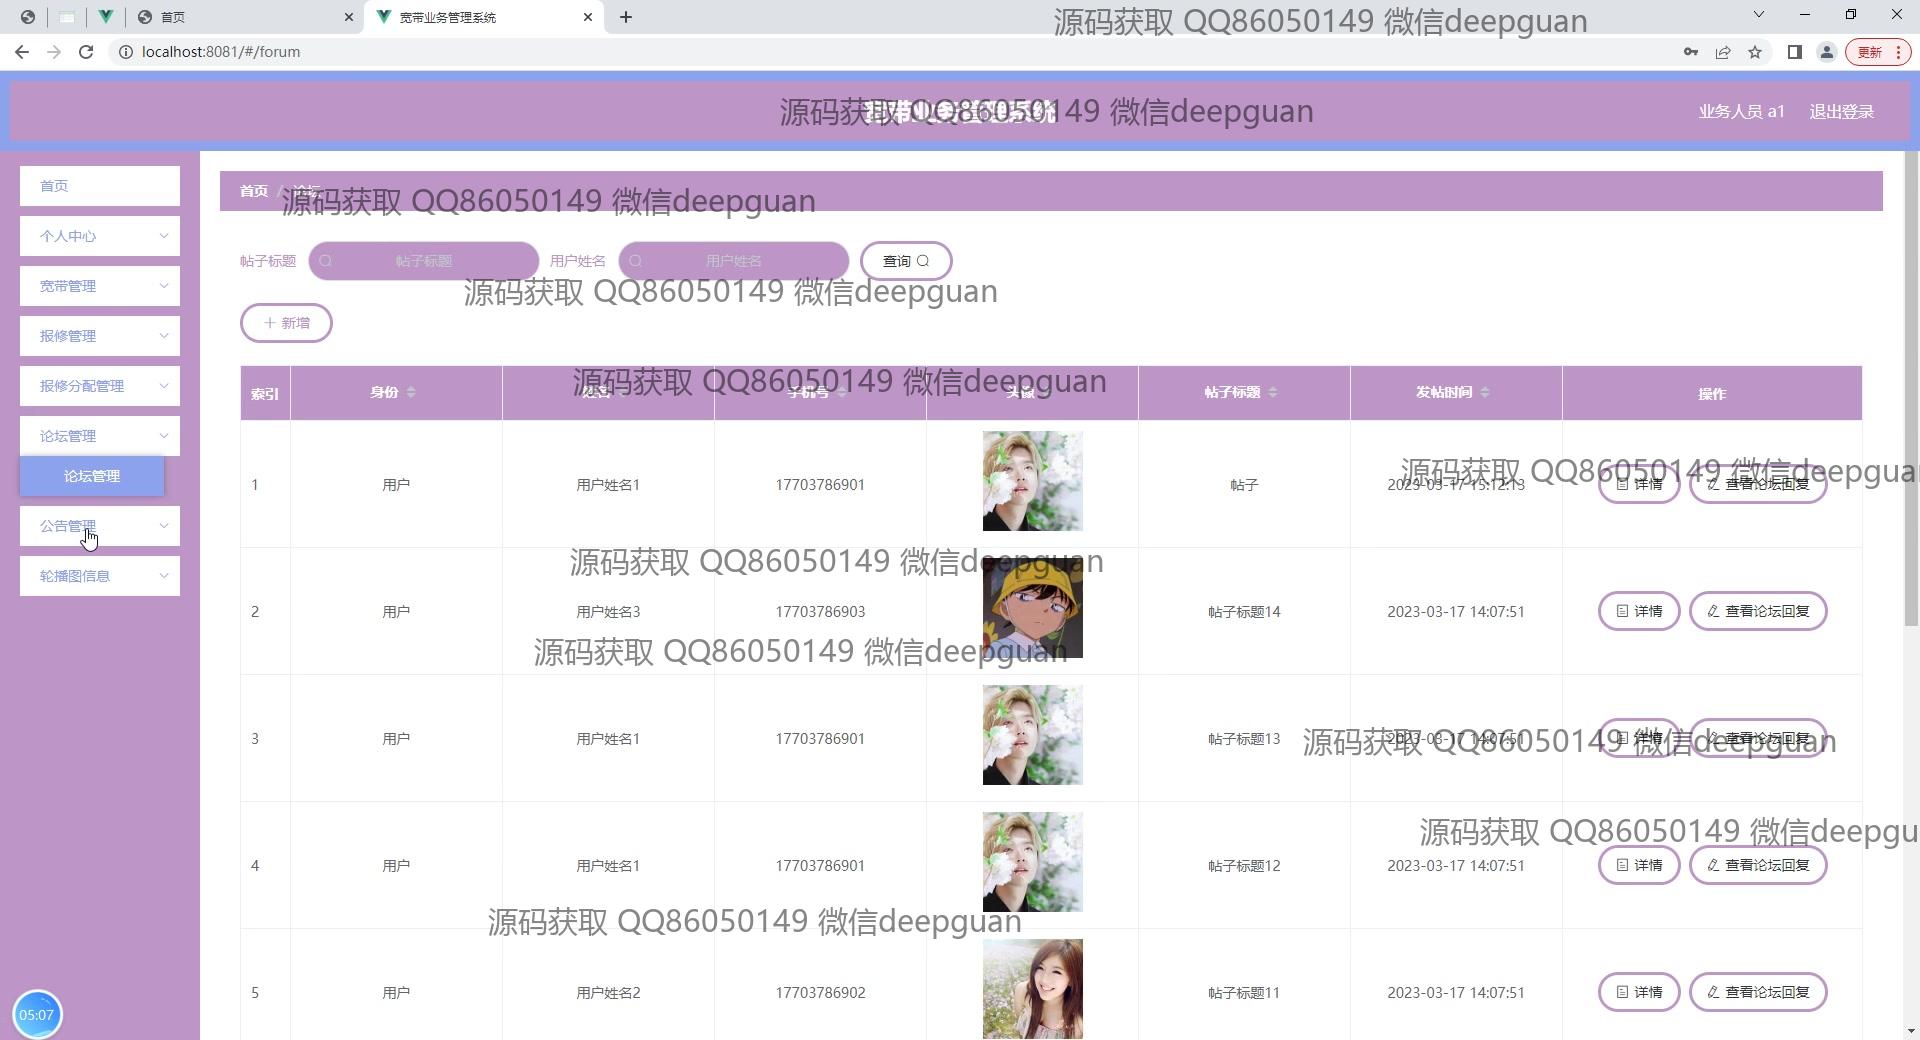 首页
宽带业务管理系统
源码获取 QQ86050149 微信deepguan
localhost:8081/#/forum
更新
源码获取 QQ86050149 微信deepguan
业务人员 a1
退出登录
首页
个人中心
宽带管理
报修管理
报修分配管理
论坛管理
论坛管理
公告管理
轮播图信息
05:07
首页 / 论坛
源码获取 QQ86050149 微信deepguan
帖子标题 帖子标题 用户姓名 用户姓名 查询
源码获取 QQ86050149 微信deepguan
新增
源码获取 QQ86050149 微信deepguan
索引 身份 姓名 手机号 头像 帖子标题 发帖时间 操作
源码获取 QQ86050149 微信deepguan
1 用户 用户姓名1 17703786901 帖子 2023-03-17 15:12:13 详情 查看论坛回复
源码获取 QQ86050149 微信deepguan
2 用户 用户姓名3 17703786903 帖子标题14 2023-03-17 14:07:51 详情 查看论坛回复
源码获取 QQ86050149 微信deepguan
3 用户 用户姓名1 17703786901 帖子标题13 2023-03-17 14:07:51 详情 查看论坛回复
源码获取 QQ86050149 微信deepguan
源码获取 QQ86050149 微信deepgu
4 用户 用户姓名1 17703786901 帖子标题12 2023-03-17 14:07:51 详情 查看论坛回复
源码获取 QQ86050149 微信deepguan
5 用户 用户姓名2 17703786902 帖子标题11 2023-03-17 14:07:51 详情 查看论坛回复